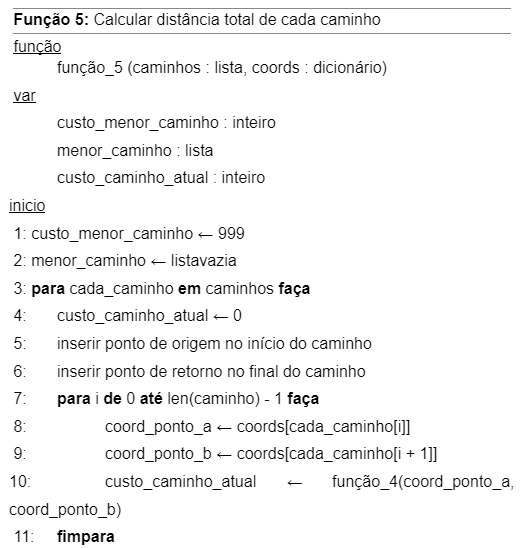 Função 5: Calcular distância total de cada caminho
função
função_5 (caminhos : lista, coords : dicionário)
var
custo_menor_caminho : inteiro
menor_caminho : lista
custo_caminho_atual : inteiro
inicio
1: custo_menor_caminho ← 999
2: menor_caminho ← listavazia
3: para cada_caminho em caminhos faça
4: custo_caminho_atual ← 0
5: inserir ponto de origem no início do caminho
6: inserir ponto de retorno no final do caminho
7: para i de 0 até len(caminho) - 1 faça
8: coord_ponto_a ← coords[cada_caminho[i]]
9: coord_ponto_b ← coords[cada_caminho[i + 1]]
10: custo_caminho_atual ← função_4(coord_ponto_a,
coord_ponto_b)
11: fimpara